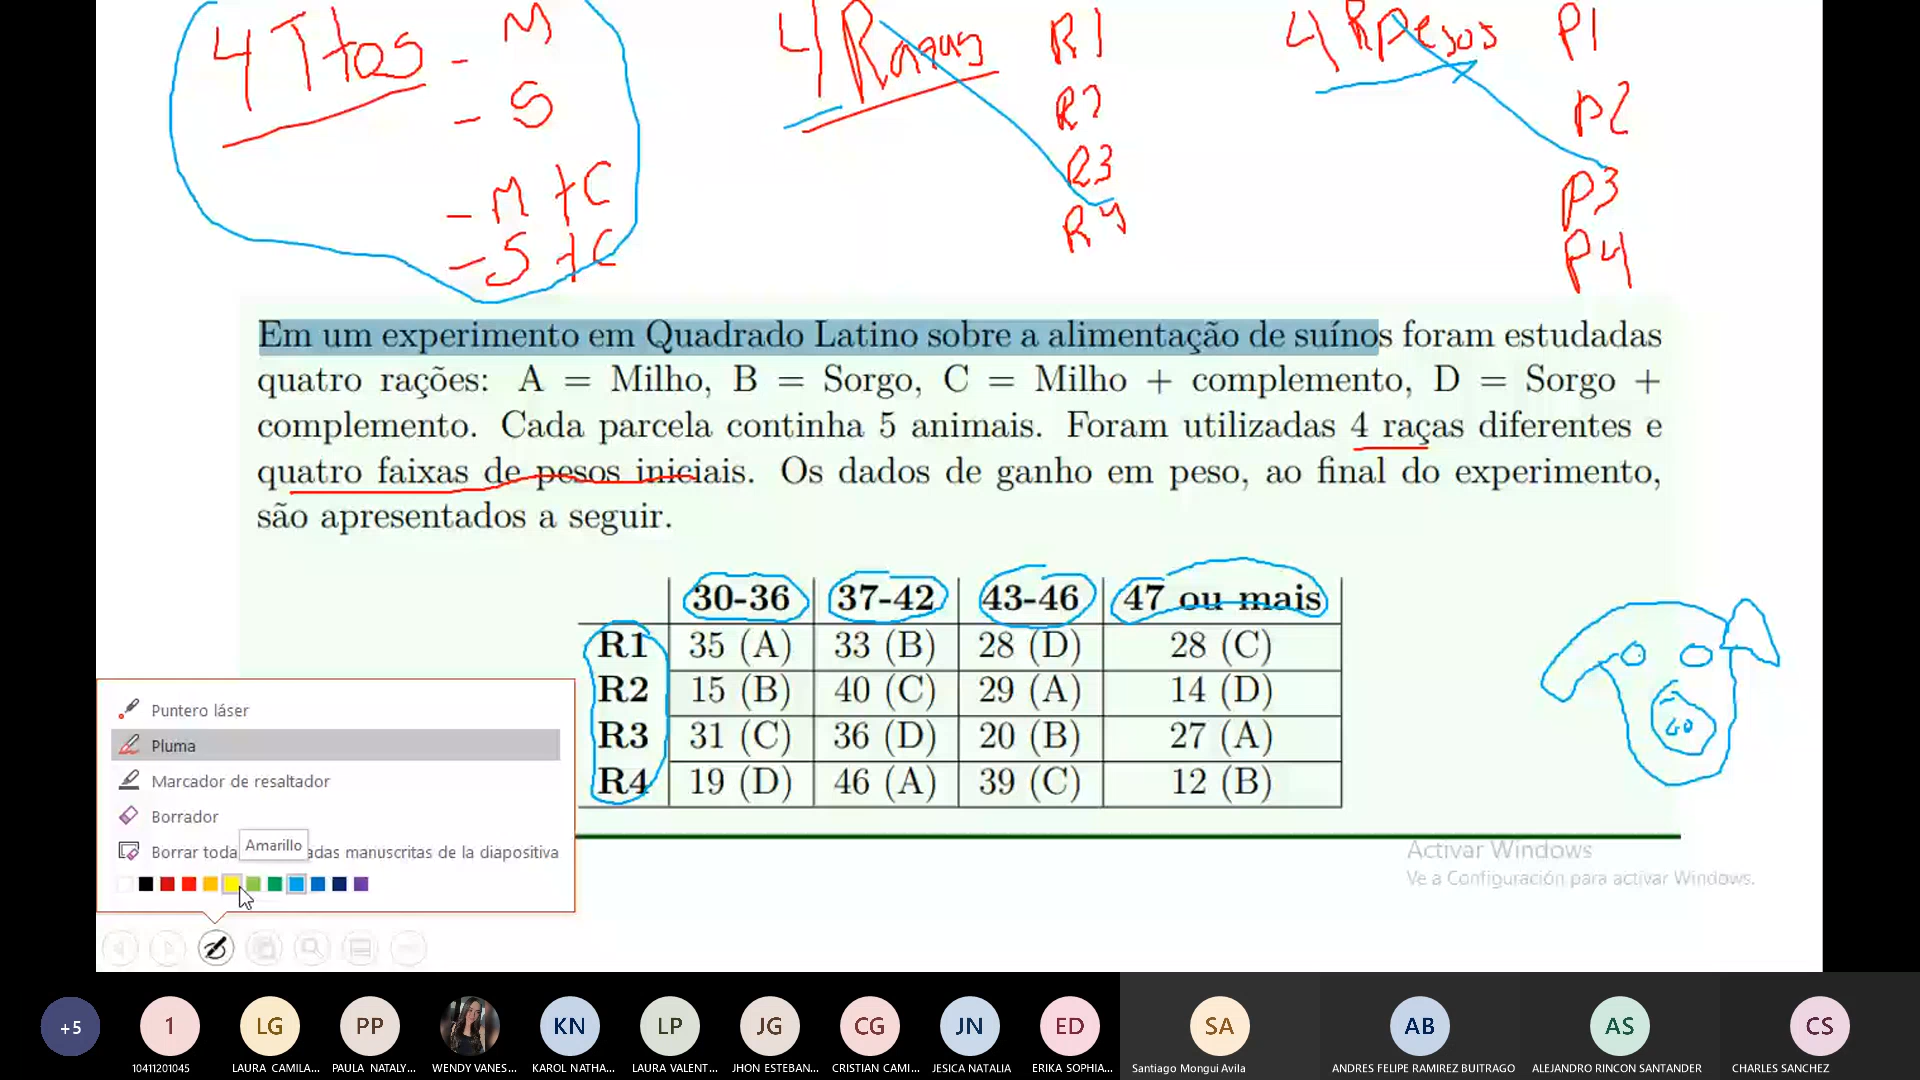 4 Ttos - M
- S
- M + C
- S + C
4 Razas R1
R2
R3
R4
4 R Pesos P1
P2
P3
P4
Em um experimento em Quadrado Latino sobre a alimentação de suínos foram estudadas
quatro rações: A = Milho, B = Sorgo, C = Milho + complemento, D = Sorgo +
complemento. Cada parcela continha 5 animais. Foram utilizadas 4 raças diferentes e
quatro faixas de pesos iniciais. Os dados de ganho em peso, ao final do experimento,
são apresentados a seguir.
30-36 37-42 43-46 47 ou mais
R1 35 (A) 33 (B) 28 (D) 28 (C)
R2 15 (B) 40 (C) 29 (A) 14 (D)
R3 31 (C) 36 (D) 20 (B) 27 (A)
R4 19 (D) 46 (A) 39 (C) 12 (B)
Puntero láser
Pluma
Marcador de resaltador
Borrador
Amarillo
Borrar toda adas manuscritas de la diapositiva
Activar Windows
Ve a Configuración para activar Windows.
+5 1 LG PP KN LP JG CG JN ED SA AB AS CS
10411201045 LAURA CAMILA... PAULA NATALY... WENDY VANES... KAROL NATHA... LAURA VALENT... JHON ESTEBAN... CRISTIAN CAMI... JESICA NATALIA ERIKA SOPHIA... Santiago Mongui Avila ANDRES FELIPE RAMIREZ BUITRAGO ALEJANDRO RINCON SANTANDER CHARLES SANCHEZ